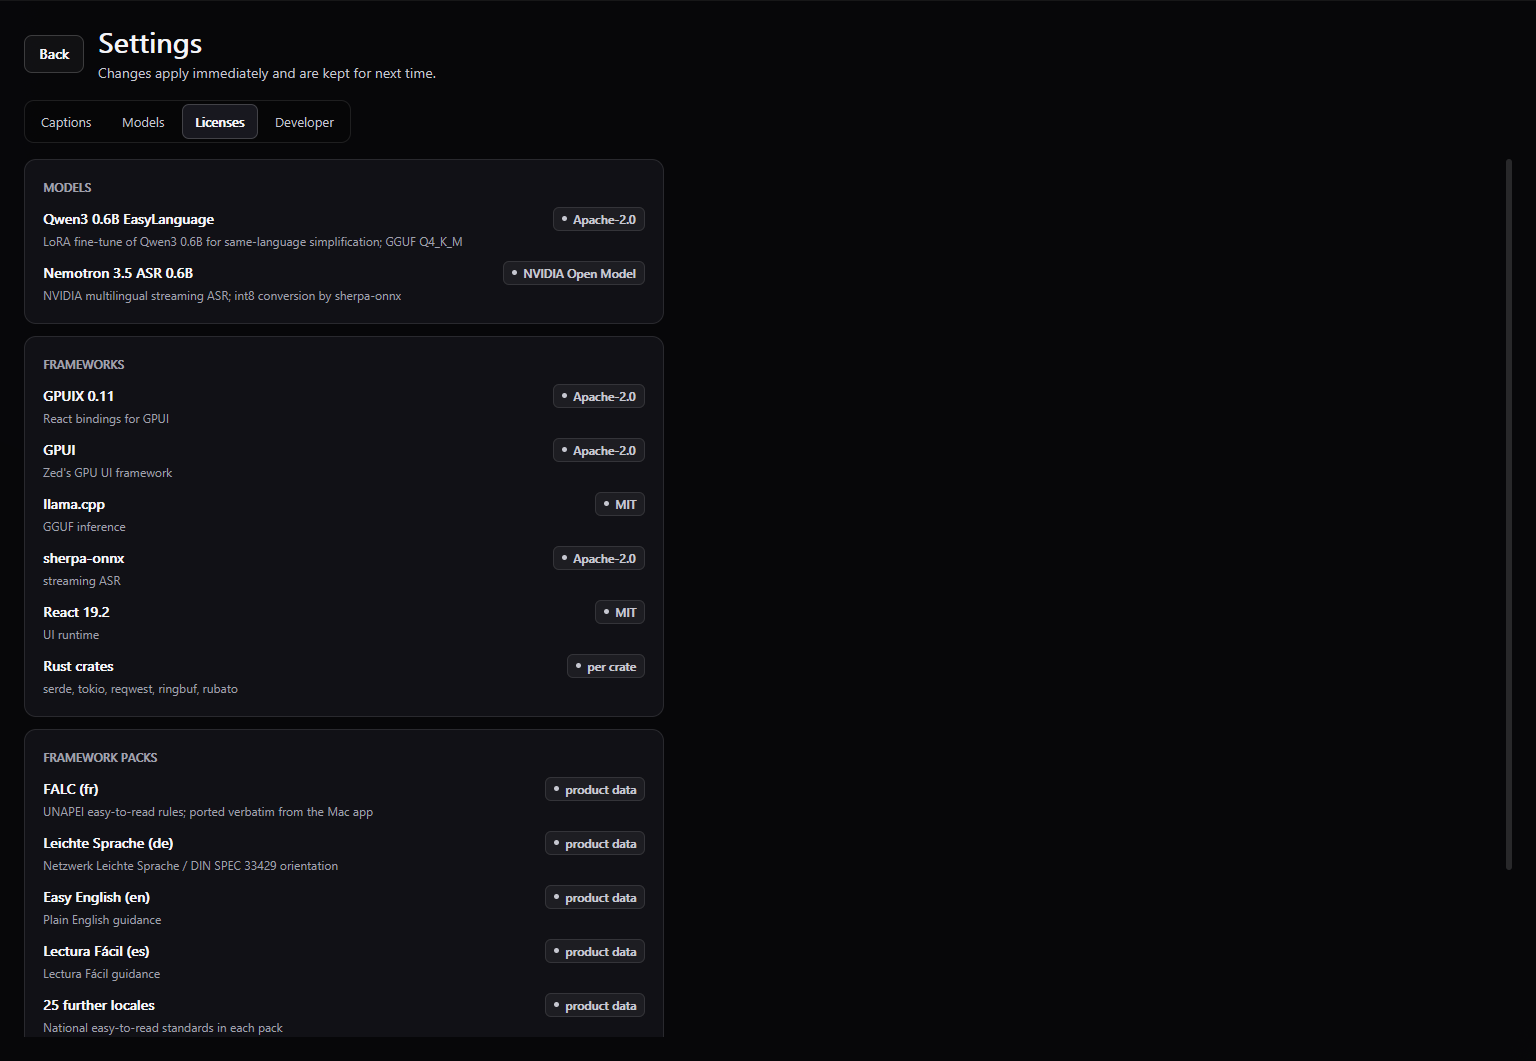 Back
Settings
Changes apply immediately and are kept for next time.
Captions
Models
Licenses
Developer
MODELS
Qwen3 0.6B EasyLanguage
• Apache-2.0
LoRA fine-tune of Qwen3 0.6B for same-language simplification; GGUF Q4_K_M
Nemotron 3.5 ASR 0.6B
• NVIDIA Open Model
NVIDIA multilingual streaming ASR; int8 conversion by sherpa-onnx
FRAMEWORKS
GPUIX 0.11
• Apache-2.0
React bindings for GPUI
GPUI
• Apache-2.0
Zed's GPU UI framework
llama.cpp
• MIT
GGUF inference
sherpa-onnx
• Apache-2.0
streaming ASR
React 19.2
• MIT
UI runtime
Rust crates
• per crate
serde, tokio, reqwest, ringbuf, rubato
FRAMEWORK PACKS
FALC (fr)
• product data
UNAPEI easy-to-read rules; ported verbatim from the Mac app
Leichte Sprache (de)
• product data
Netzwerk Leichte Sprache / DIN SPEC 33429 orientation
Easy English (en)
• product data
Plain English guidance
Lectura Fácil (es)
• product data
Lectura Fácil guidance
25 further locales
• product data
National easy-to-read standards in each pack